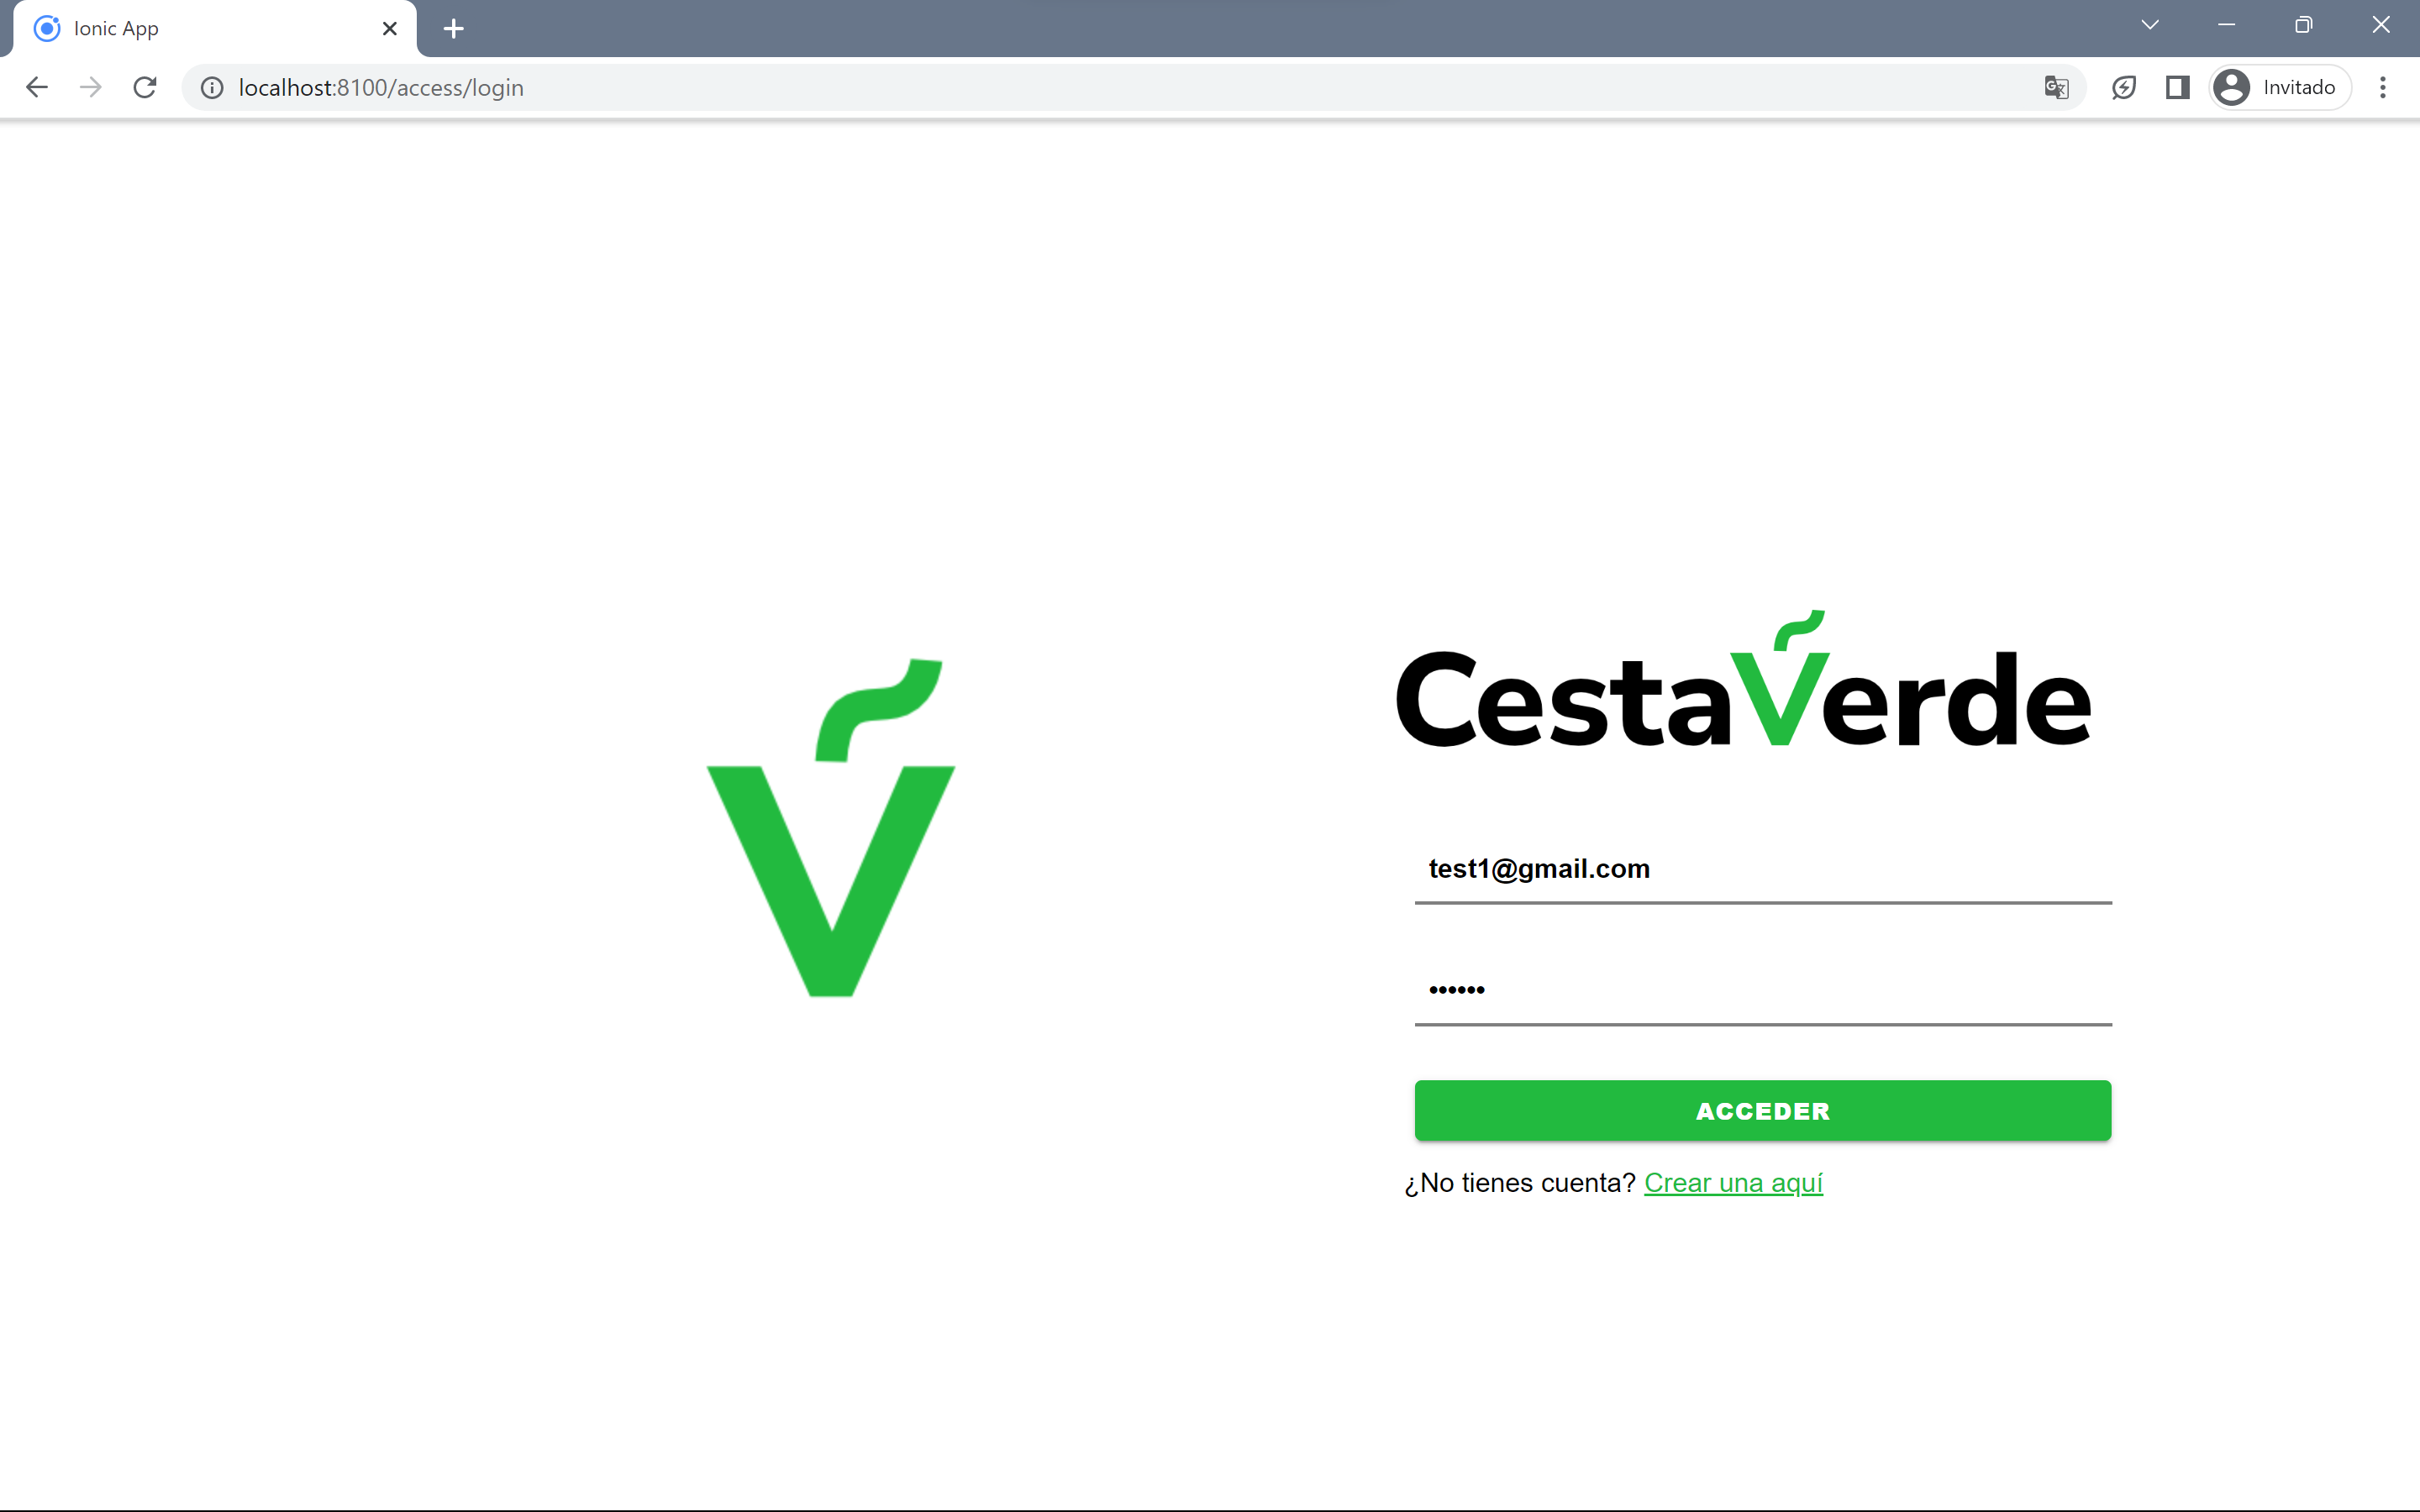 Ionic App
localhost:8100/access/login
Invitado
CestaVerde
test1@gmail.com
••••••
ACCEDER
¿No tienes cuenta? Crear una aquí